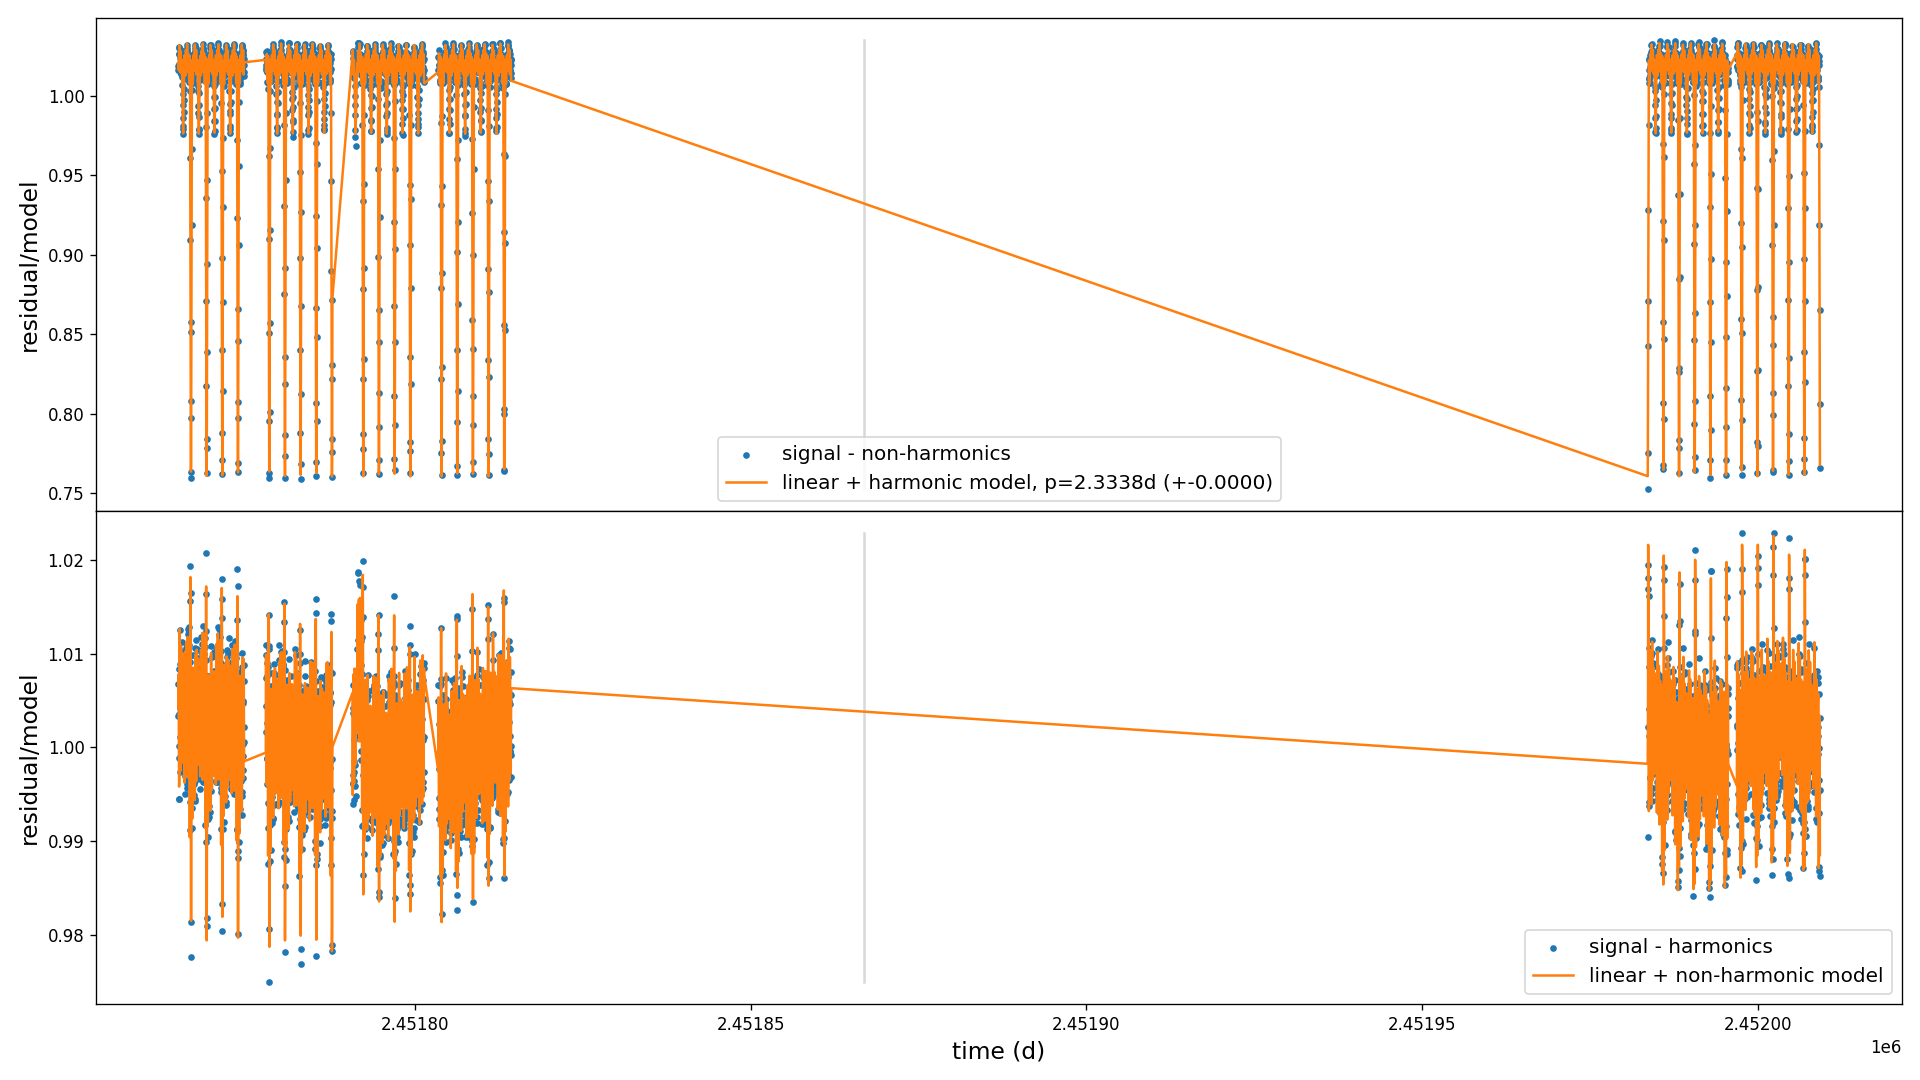 residual/model
1.00
0.95
0.90
0.85
0.80
0.75
signal - non-harmonics
linear + harmonic model, p=2.3338d (+-0.0000)
residual/model
1.02
1.01
1.00
0.99
0.98
signal - harmonics
linear + non-harmonic model
2.45180
2.45185
2.45190
2.45195
2.45200
time (d)
1e6